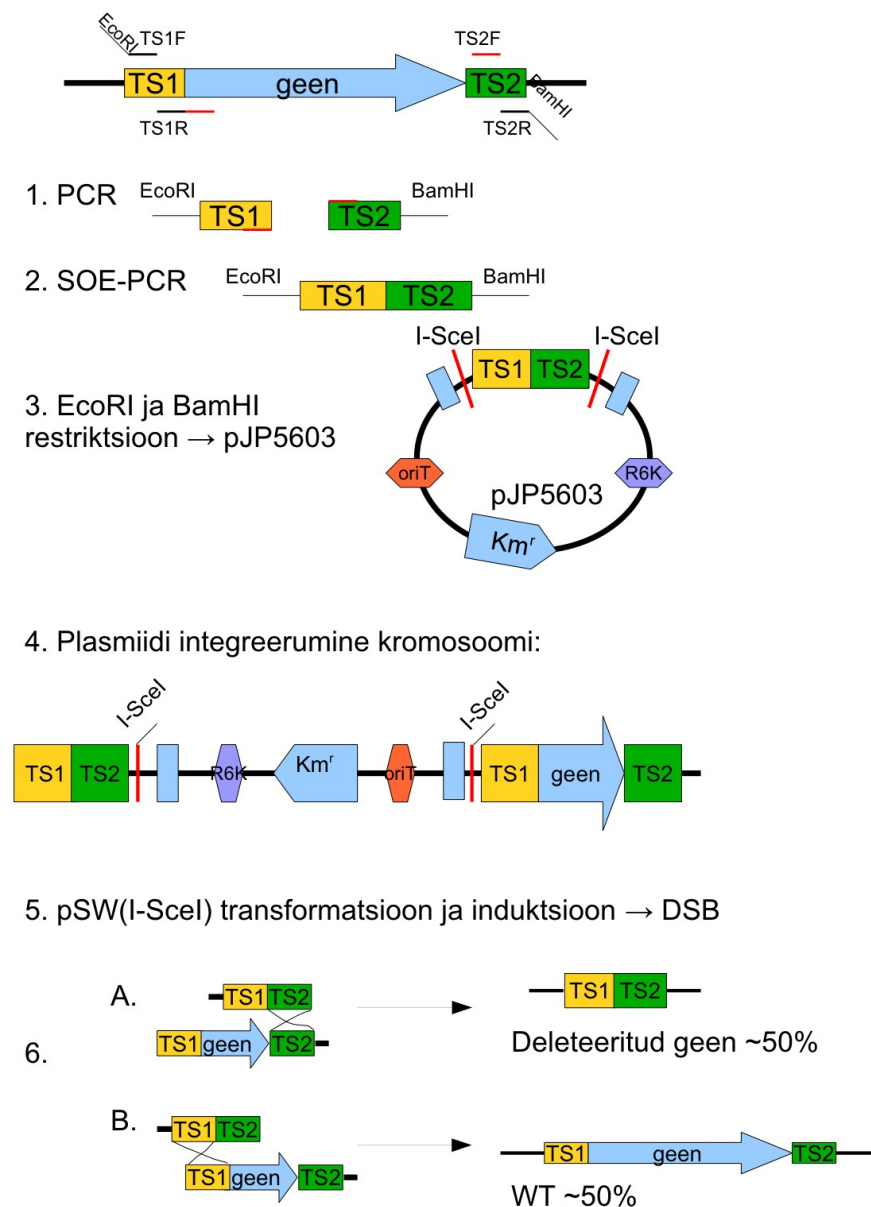 EcoRI
TS1F
TS2F
TS1
geen
TS2
BamHI
TS1R
TS2R
1. PCR
EcoRI
TS1
TS2
BamHI
2. SOE-PCR
EcoRI
TS1
TS2
BamHI
I-SceI
I-SceI
TS1
TS2
3. EcoRI ja BamHI
restriktsioon → pJP5603
oriT
R6K
pJP5603
Kmʳ
4. Plasmiidi integreerumine kromosoomi:
I-SceI
I-SceI
TS1
TS2
R6K
Kmʳ
oriT
TS1
geen
TS2
5. pSW(I-SceI) transformatsioon ja induktsioon → DSB
6.
A.
TS1
TS2
TS1
geen
TS2
TS1
TS2
Deleteeritud geen ~50%
B.
TS1
TS2
TS1
geen
TS2
TS1
geen
TS2
WT ~50%